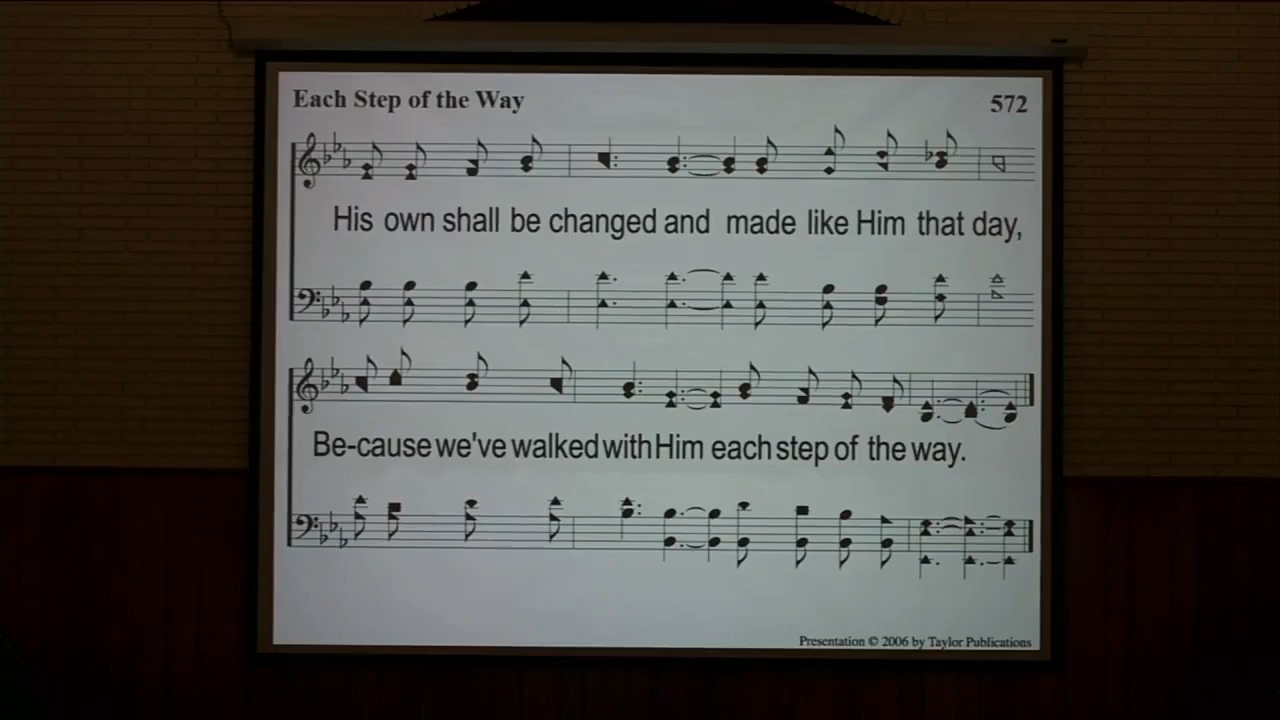 Each Step of the Way 572
His own shall be changed and made like Him that day,
Be-cause we've walked with Him each step of the way.
Presentation © 2006 by Taylor Publications